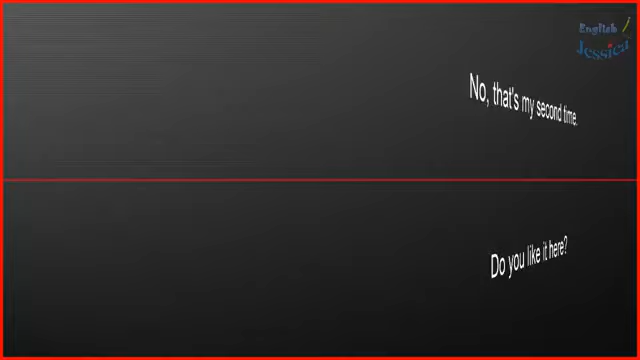 English
Jessica
No, that's my second time.
Do you like it here?